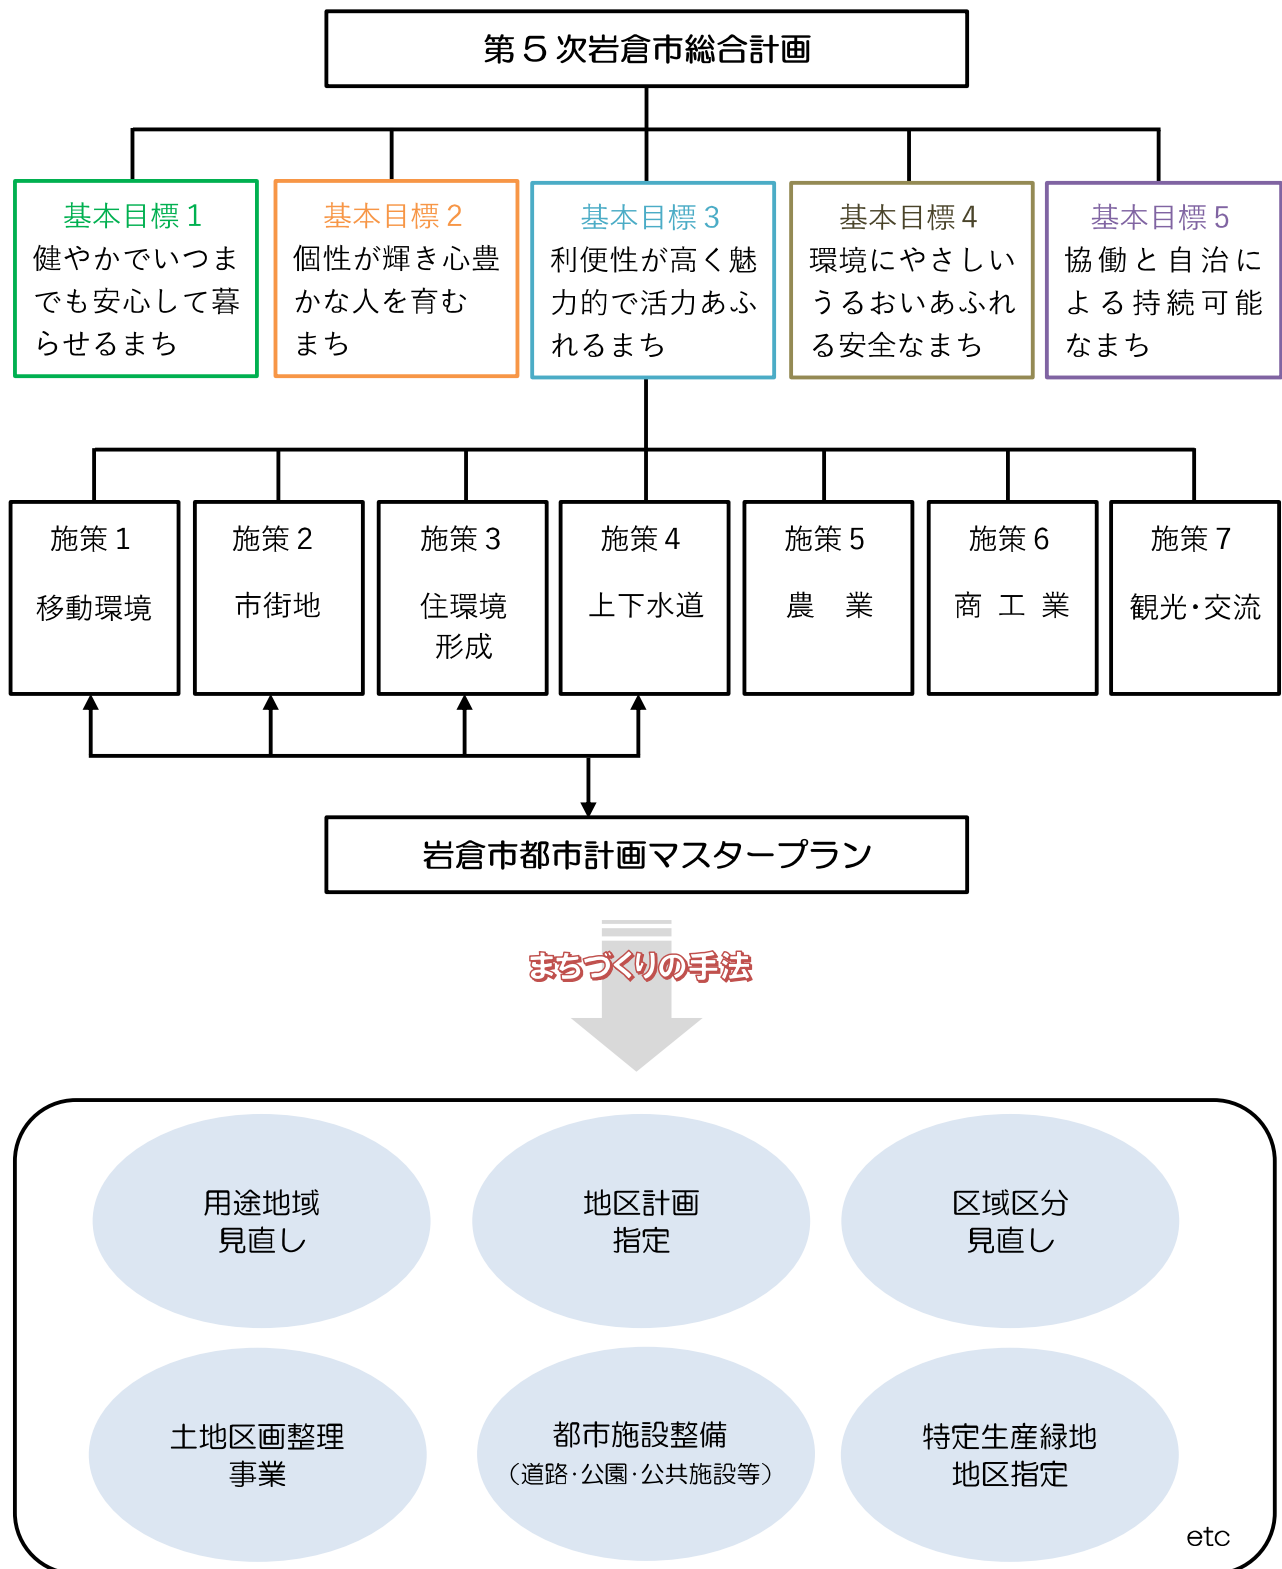 第５次岩倉市総合計画
基本目標１
健やかでいつま
でも安心して暮
らせるまち
基本目標２
個性が輝き心豊
かな人を育む
まち
基本目標３
利便性が高く魅
力的で活力あふ
れるまち
基本目標４
環境にやさしい
うるおいあふれ
る安全なまち
基本目標５
協働と自治に
よる持続可能
なまち
施策１
移動環境
施策２
市街地
施策３
住環境
形成
施策４
上下水道
施策５
農　業
施策６
商 工 業
施策７
観光・交流
岩倉市都市計画マスタープラン
まちづくりの手法
用途地域
見直し
地区計画
指定
区域区分
見直し
土地区画整理
事業
都市施設整備
（道路・公園・公共施設等）
特定生産緑地
地区指定
etc